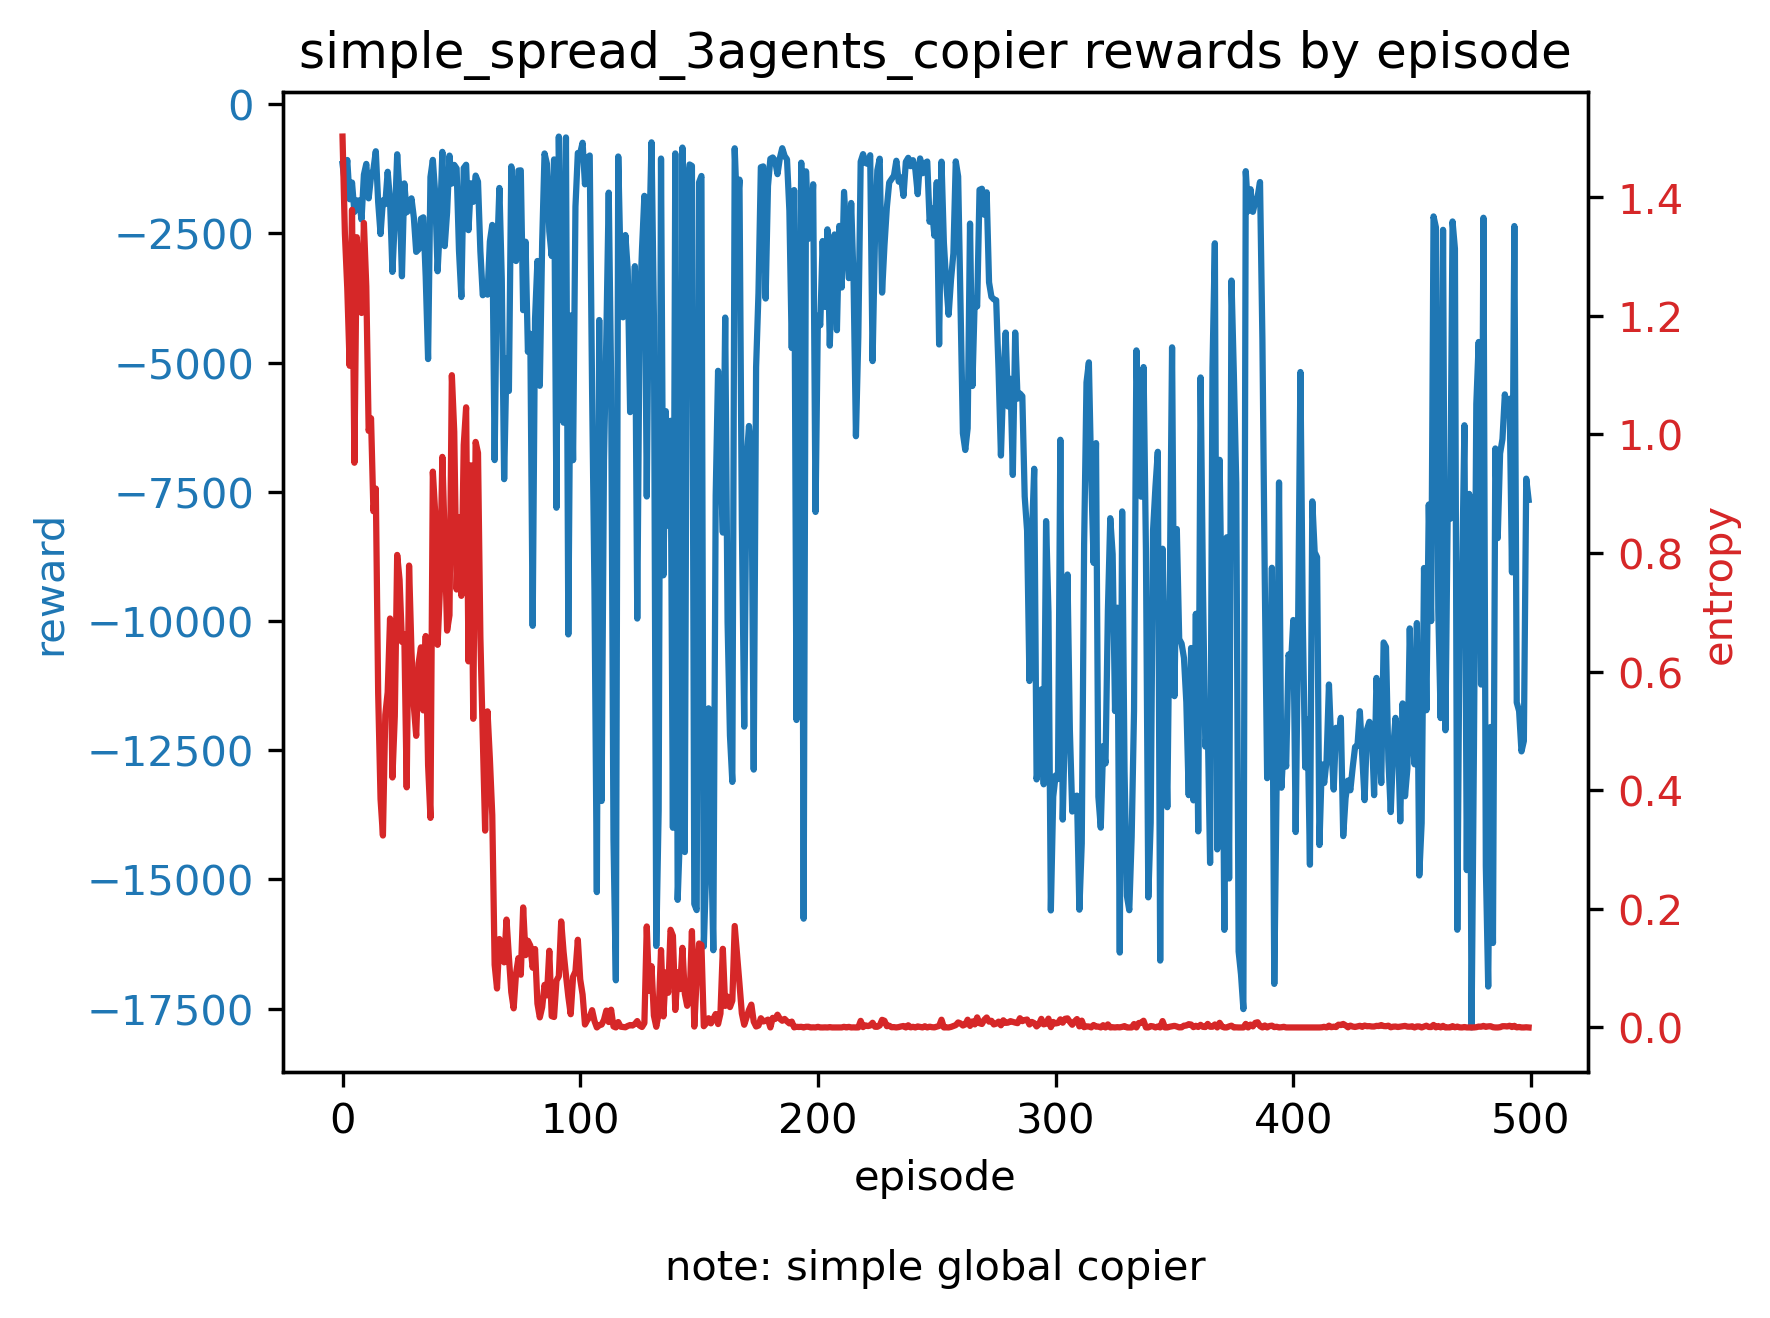 simple_spread_3agents_copier rewards by episode
0
−2500
−5000
−7500
−10000
−12500
−15000
−17500
reward
1.4
1.2
1.0
0.8
0.6
0.4
0.2
0.0
entropy
0 100 200 300 400 500
episode
note: simple global copier